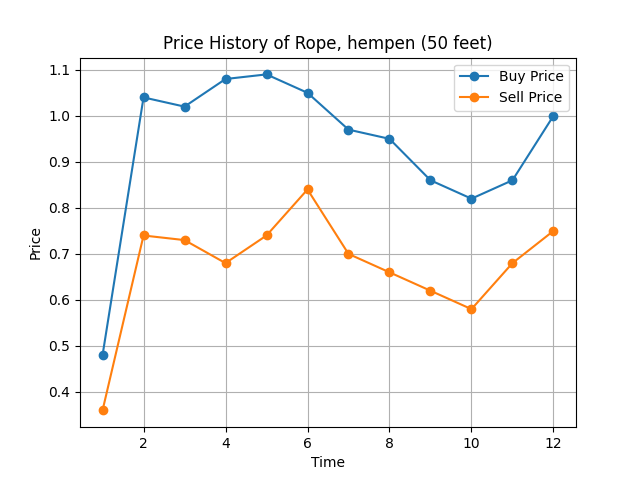 Price History of Rope, hempen (50 feet)
Buy Price
Sell Price
1.1
1.0
0.9
0.8
0.7
0.6
0.5
0.4
Price
2 4 6 8 10 12
Time